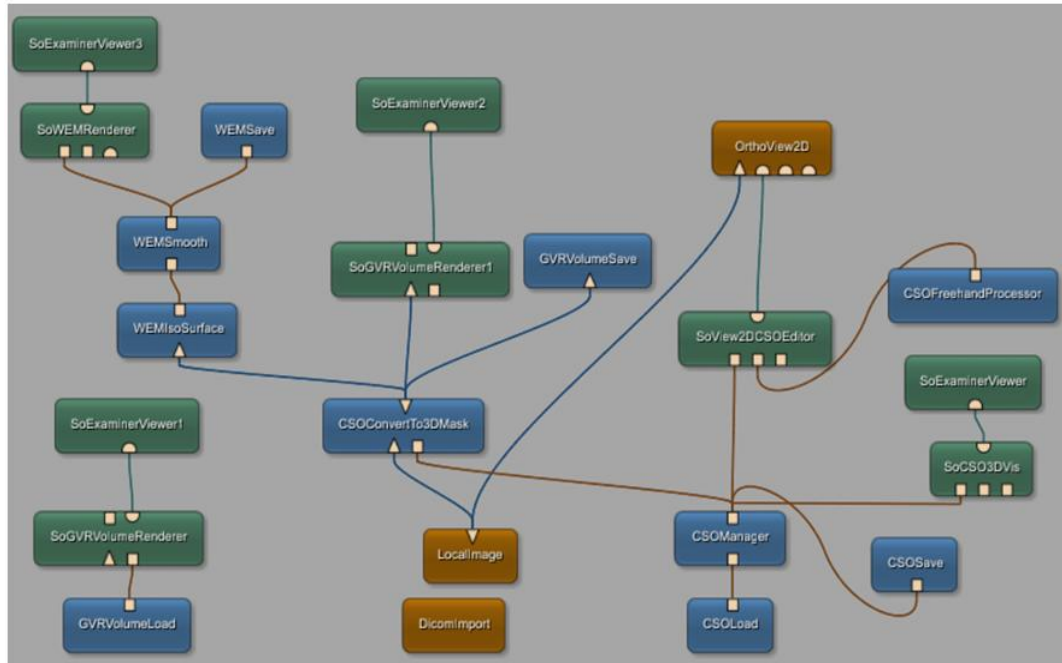 SoExaminerViewer3
SoExaminerViewer2
SoWEMRenderer
WEMSave
OrthoView2D
WEMSmooth
SoGVRVolumeRenderer1
GVRVolumeSave
CSOFreehandProcessor
WEMIsoSurface
SoView2DCSOEditor
SoExaminerViewer
SoExaminerViewer1
CSOConvertTo3DMask
SoCSO3DVis
SoGVRVolumeRenderer
LocalImage
CSOManager
CSOSave
GVRVolumeLoad
DicomImport
CSOLoad